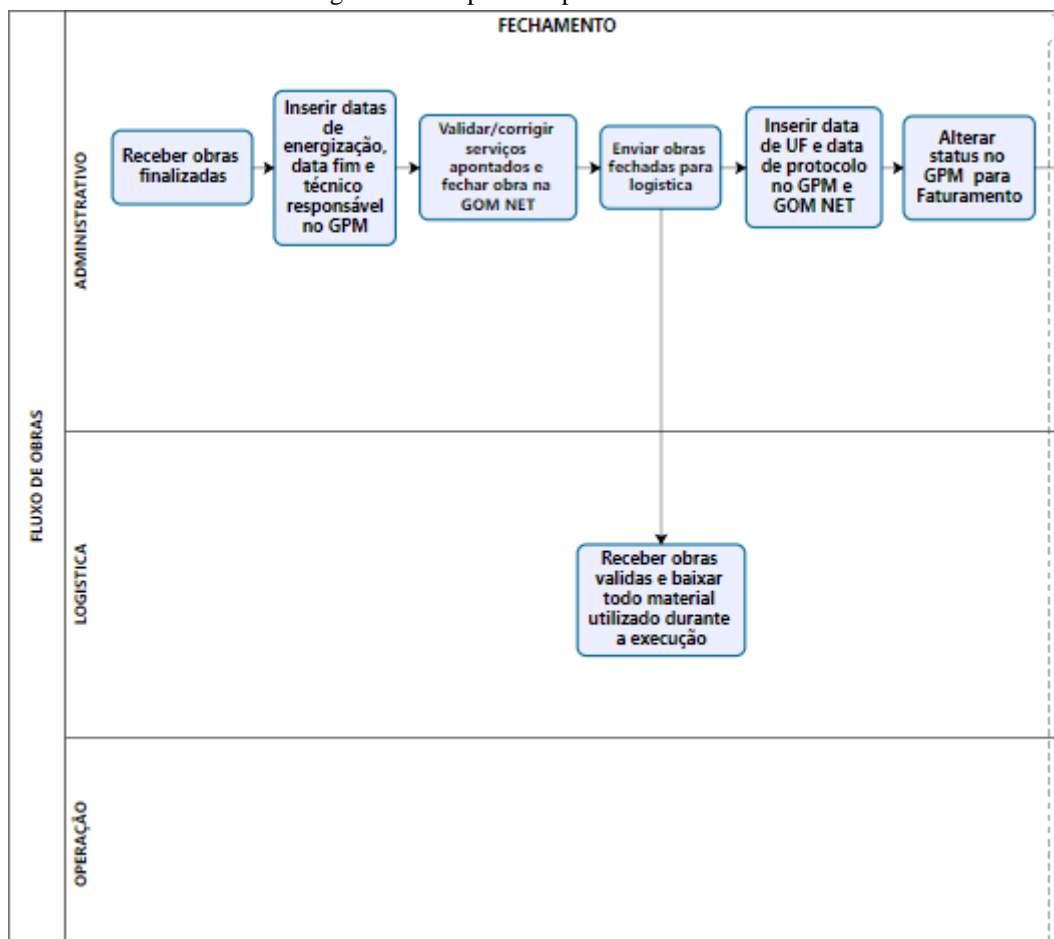 FECHAMENTO
FLUXO DE OBRAS
ADMINISTRATIVO
Receber obras
finalizadas
Inserir datas
de
energização,
data fim e
técnico
responsável
no GPM
Validar/corrigir
serviços
apontados e
fechar obra na
GOM NET
Enviar obras
fechadas para
logística
Inserir data
de UF e data
de protocolo
no GPM e
GOM NET
Alterar
status no
GPM para
Faturamento
LOGISTICA
Receber obras
validas e baixar
todo material
utilizado durante
a execução
OPERAÇÃO